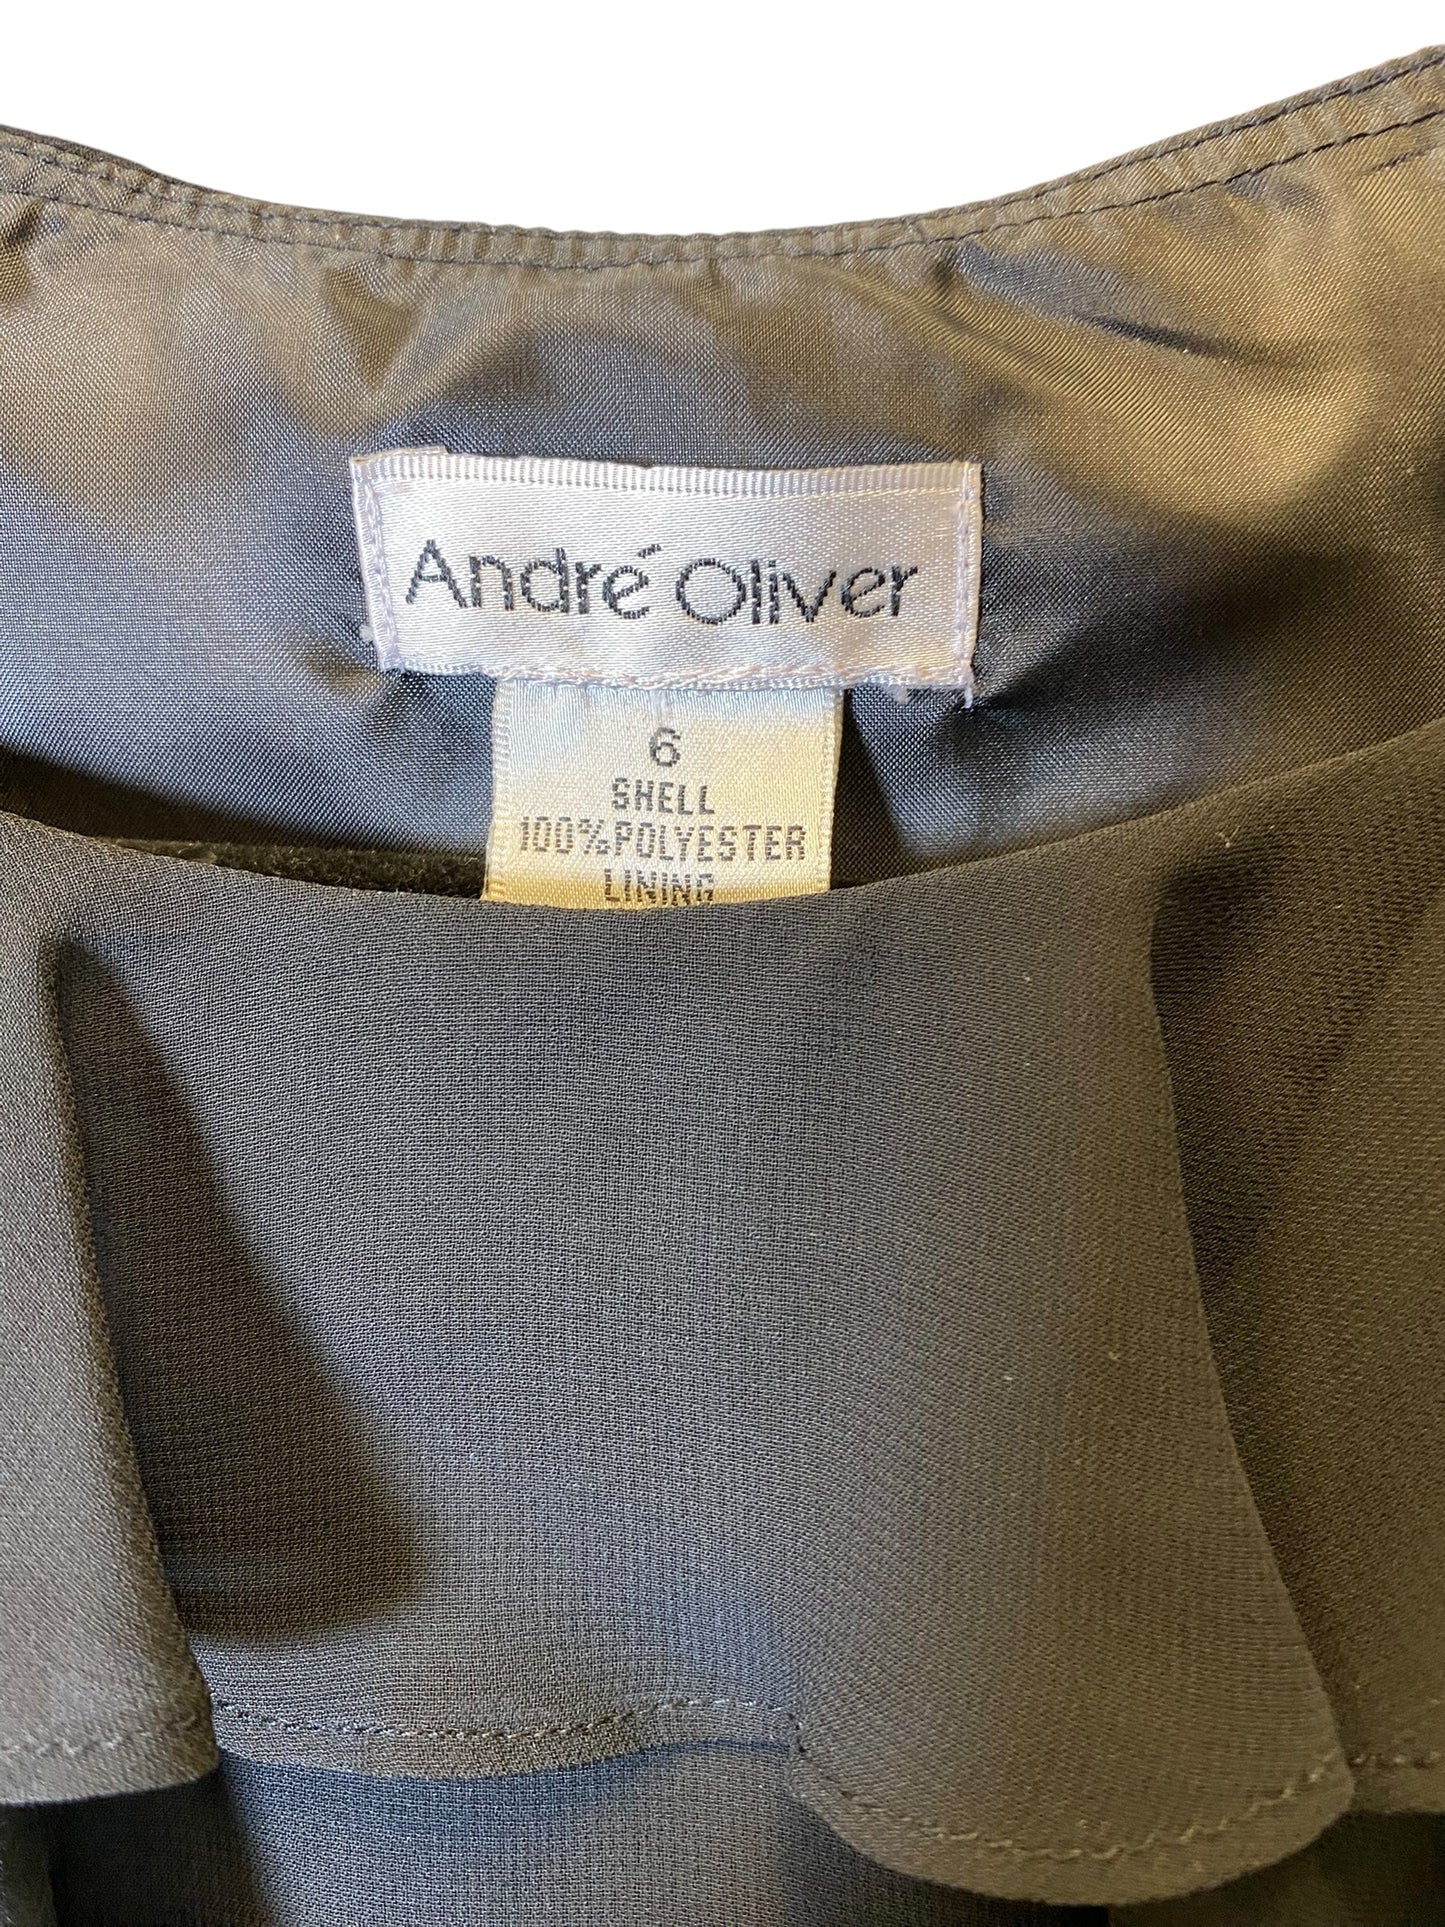 André Oliver
6
SHELL
100%POLYESTER
LINING